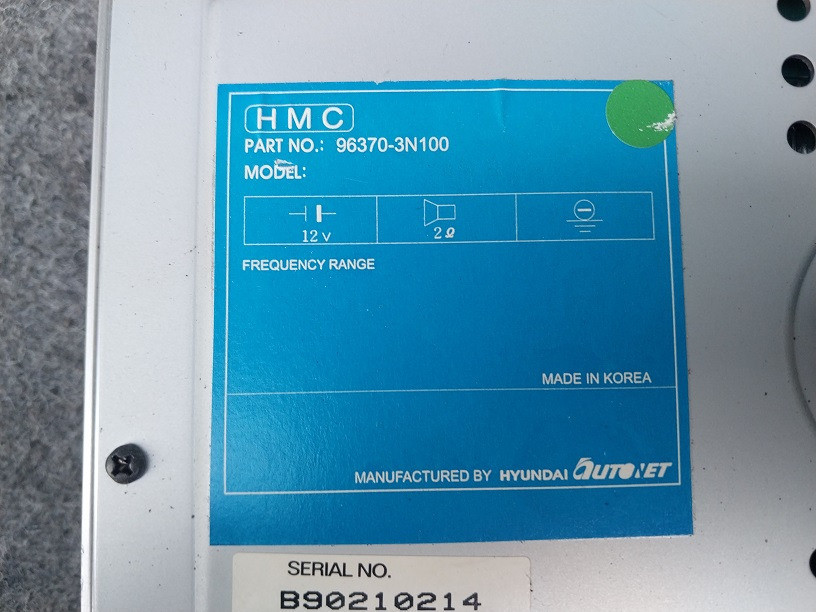 HMC
PART NO.: 96370-3N100
MODEL:
12V 2Ω
FREQUENCY RANGE
MADE IN KOREA
MANUFACTURED BY HYUNDAI AUTONET
SERIAL NO.
B90210214